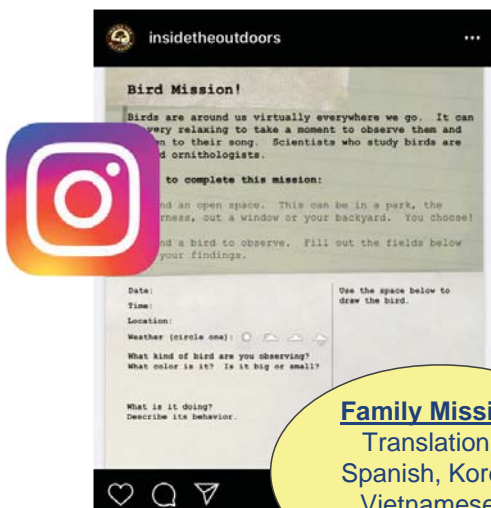 insidetheoutdoors
Bird Mission!
Birds are around us virtually everywhere we go. It can
very relaxing to take a moment to observe them and
to their song. Scientists who study birds are
ornithologists.
to complete this mission:
an open space. This can be in a park, the
out a window or your backyard. You choose!
a bird to observe. Fill out the fields below
your findings.
Date:
Time:
Location:
Weather (circle one):
What kind of bird are you observing?
What color is it? Is it big or small?
What is it doing?
Describe its behavior.
Use the space below to
draw the bird.
Family
Translation
Spanish,
Vietnamese